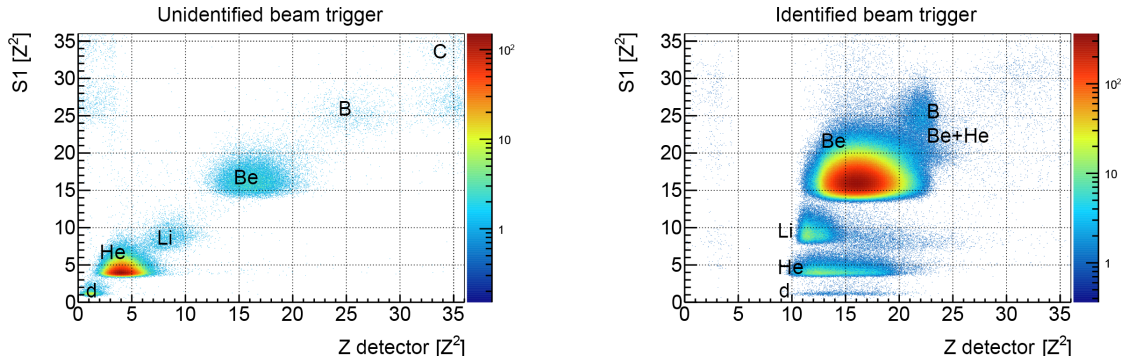 Unidentified beam trigger
S1 [Z²]
35
30
25
20
15
10
5
0
C
B
Be
Li
He
d
0 5 10 15 20 25 30 35
Z detector [Z²]
10²
10
1
Identified beam trigger
S1 [Z²]
35
30
25
20
15
10
5
0
B
Be
Be+He
Li
He
d
0 5 10 15 20 25 30 35
Z detector [Z²]
10²
10
1